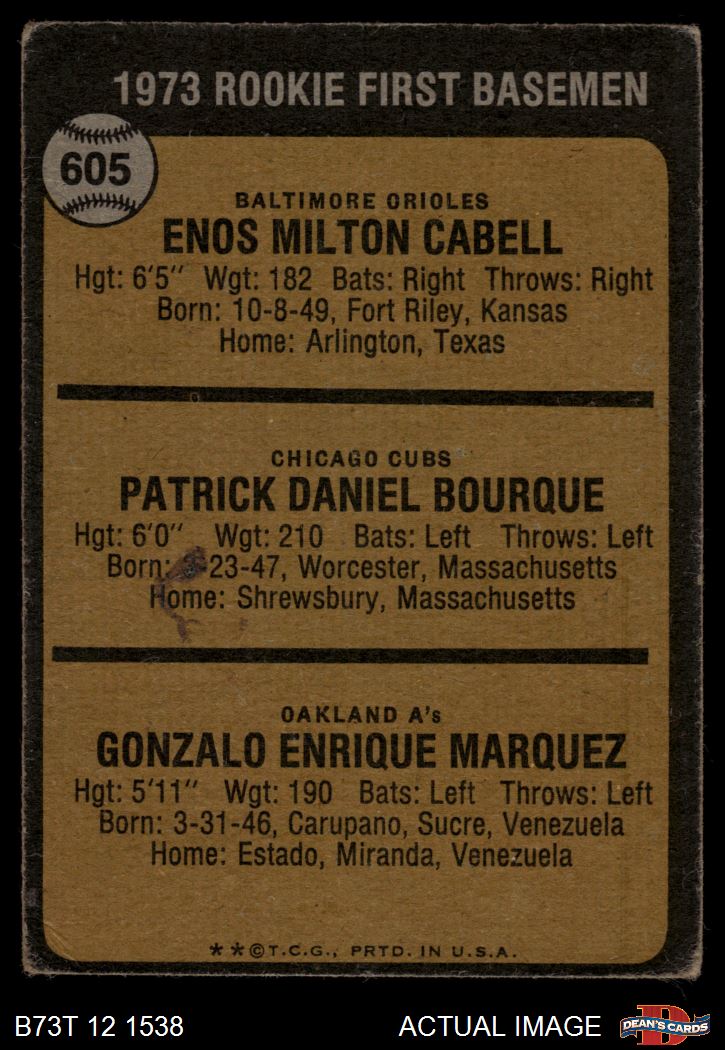 1973 ROOKIE FIRST BASEMEN
605
BALTIMORE ORIOLES
ENOS MILTON CABELL
Hgt: 6'5" Wgt: 182 Bats: Right Throws: Right
Born: 10-8-49, Fort Riley, Kansas
Home: Arlington, Texas
CHICAGO CUBS
PATRICK DANIEL BOURQUE
Hgt: 6'0" Wgt: 210 Bats: Left Throws: Left
Born: -23-47, Worcester, Massachusetts
Home: Shrewsbury, Massachusetts
OAKLAND A's
GONZALO ENRIQUE MARQUEZ
Hgt: 5'11" Wgt: 190 Bats: Left Throws: Left
Born: 3-31-46, Carupano, Sucre, Venezuela
Home: Estado, Miranda, Venezuela
**©T.C.G., PRTD. IN U.S.A.
B73T 12 1538 ACTUAL IMAGE D DEAN'S CARDS